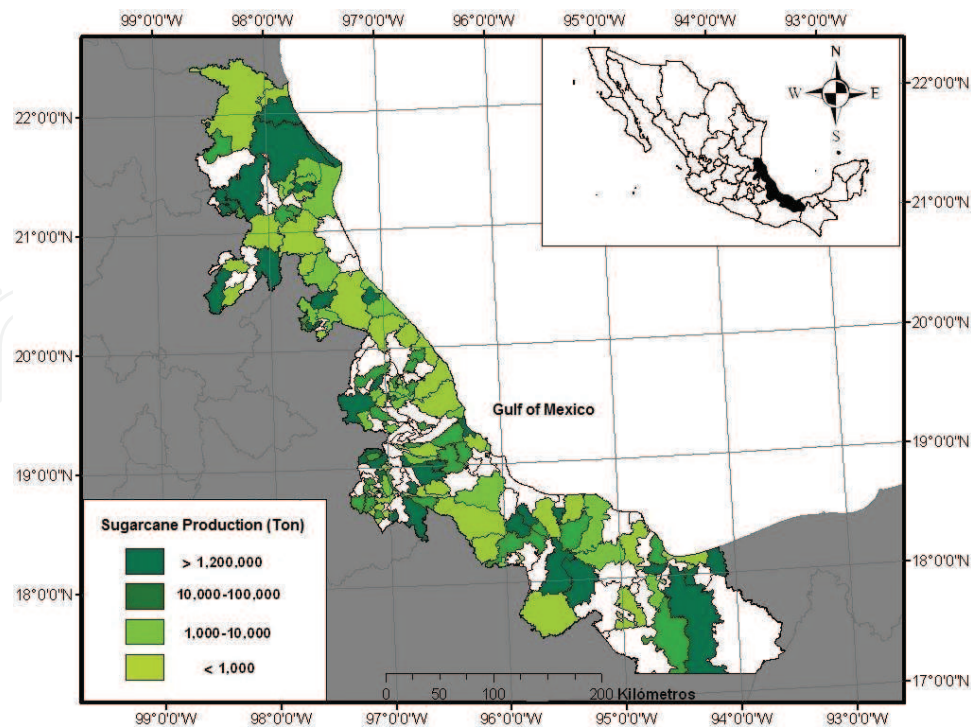 99°0'0"W 98°0'0"W 97°0'0"W 96°0'0"W 95°0'0"W 94°0'0"W 93°0'0"W
N
W E
S
22°0'0"N
22°0'0"N
21°0'0"N
21°0'0"N
20°0'0"N
20°0'0"N
19°0'0"N
19°0'0"N
18°0'0"N
18°0'0"N
17°0'0"N
Gulf of Mexico
Sugarcane Production (Ton)
> 1,200,000
10,000-100,000
1,000-10,000
< 1,000
0 50 100 200 Kilómetros
99°0'0"W 98°0'0"W 97°0'0"W 96°0'0"W 95°0'0"W 94°0'0"W 93°0'0"W